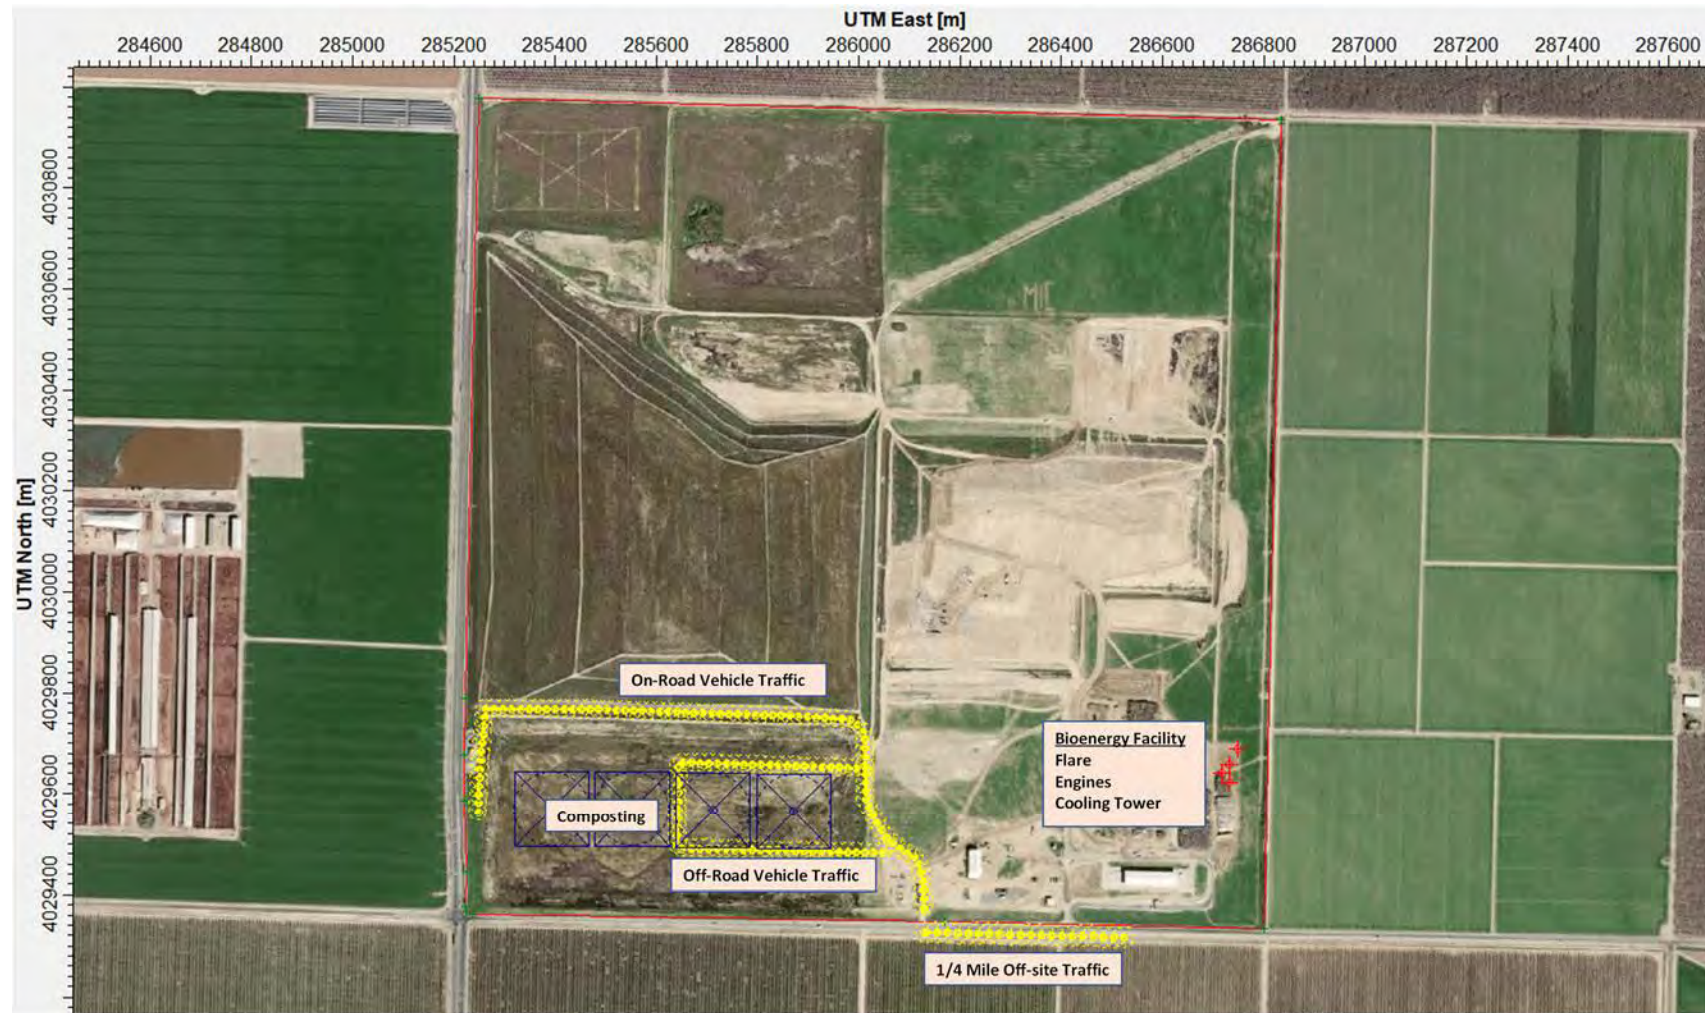 UTM East [m]
284600 284800 285000 285200 285400 285600 285800 286000 286200 286400 286600 286800 287000 287200 287400 287600
UTM North [m]
4030800
4030600
4030400
4030200
4030000
4029800
4029600
4029400
MIC
On-Road Vehicle Traffic
Bioenergy Facility
Flare
Engines
Cooling Tower
Composting
Off-Road Vehicle Traffic
1/4 Mile Off-site Traffic